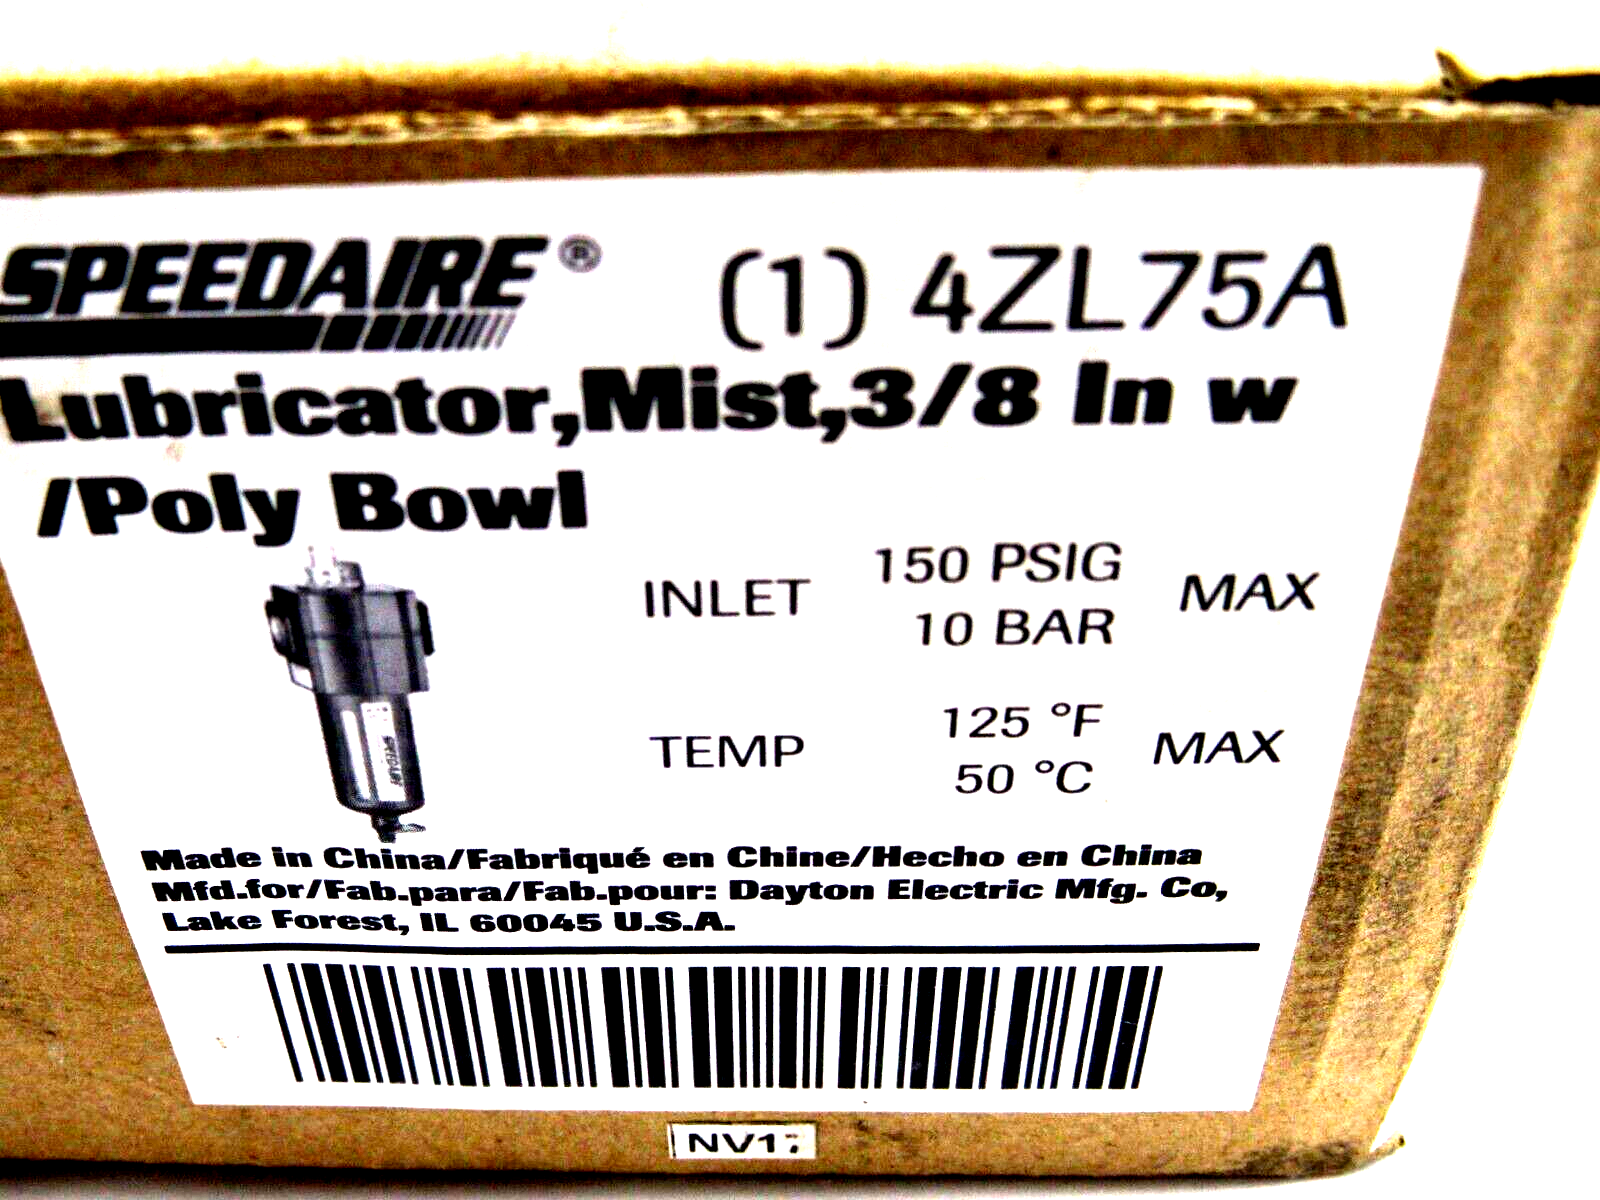 SPEEDAIRE® (1) 4ZL75A
Lubricator,Mist,3/8 In w
/Poly Bowl
INLET 150 PSIG MAX
10 BAR
TEMP 125 °F MAX
50 °C
SPEEDAIRE
Made in China/Fabriqué en Chine/Hecho en China
Mfd.for/Fab.para/Fab.pour: Dayton Electric Mfg. Co,
Lake Forest, IL 60045 U.S.A.